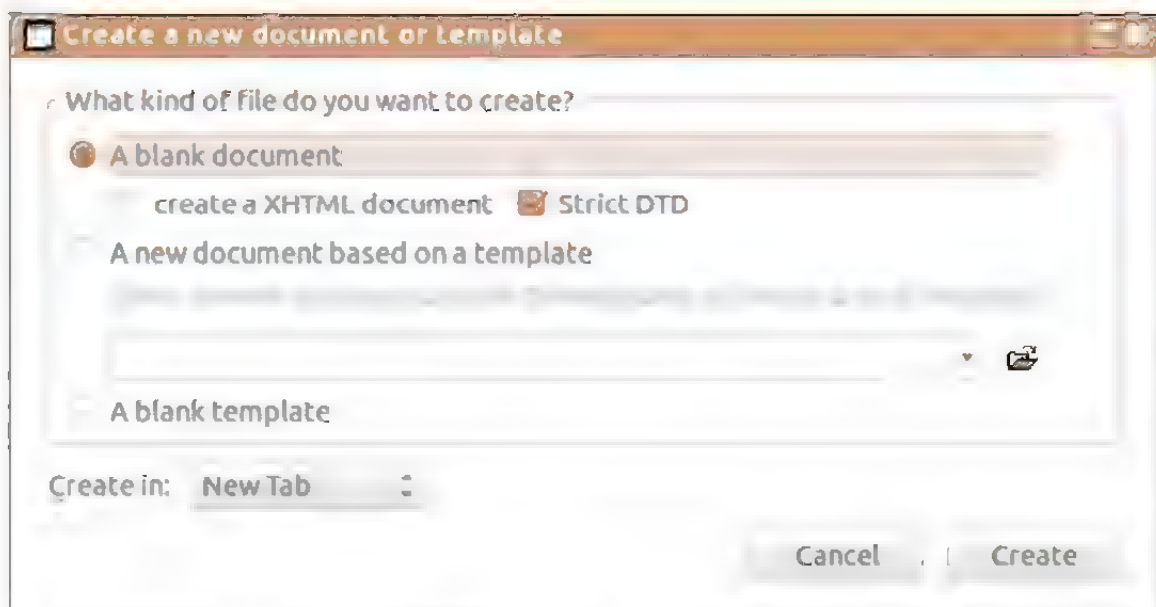 Create a new document or template
What kind of file do you want to create?
A blank document
create a XHTML document Strict DTD
A new document based on a template
A blank template
Create in: New Tab
Cancel Create